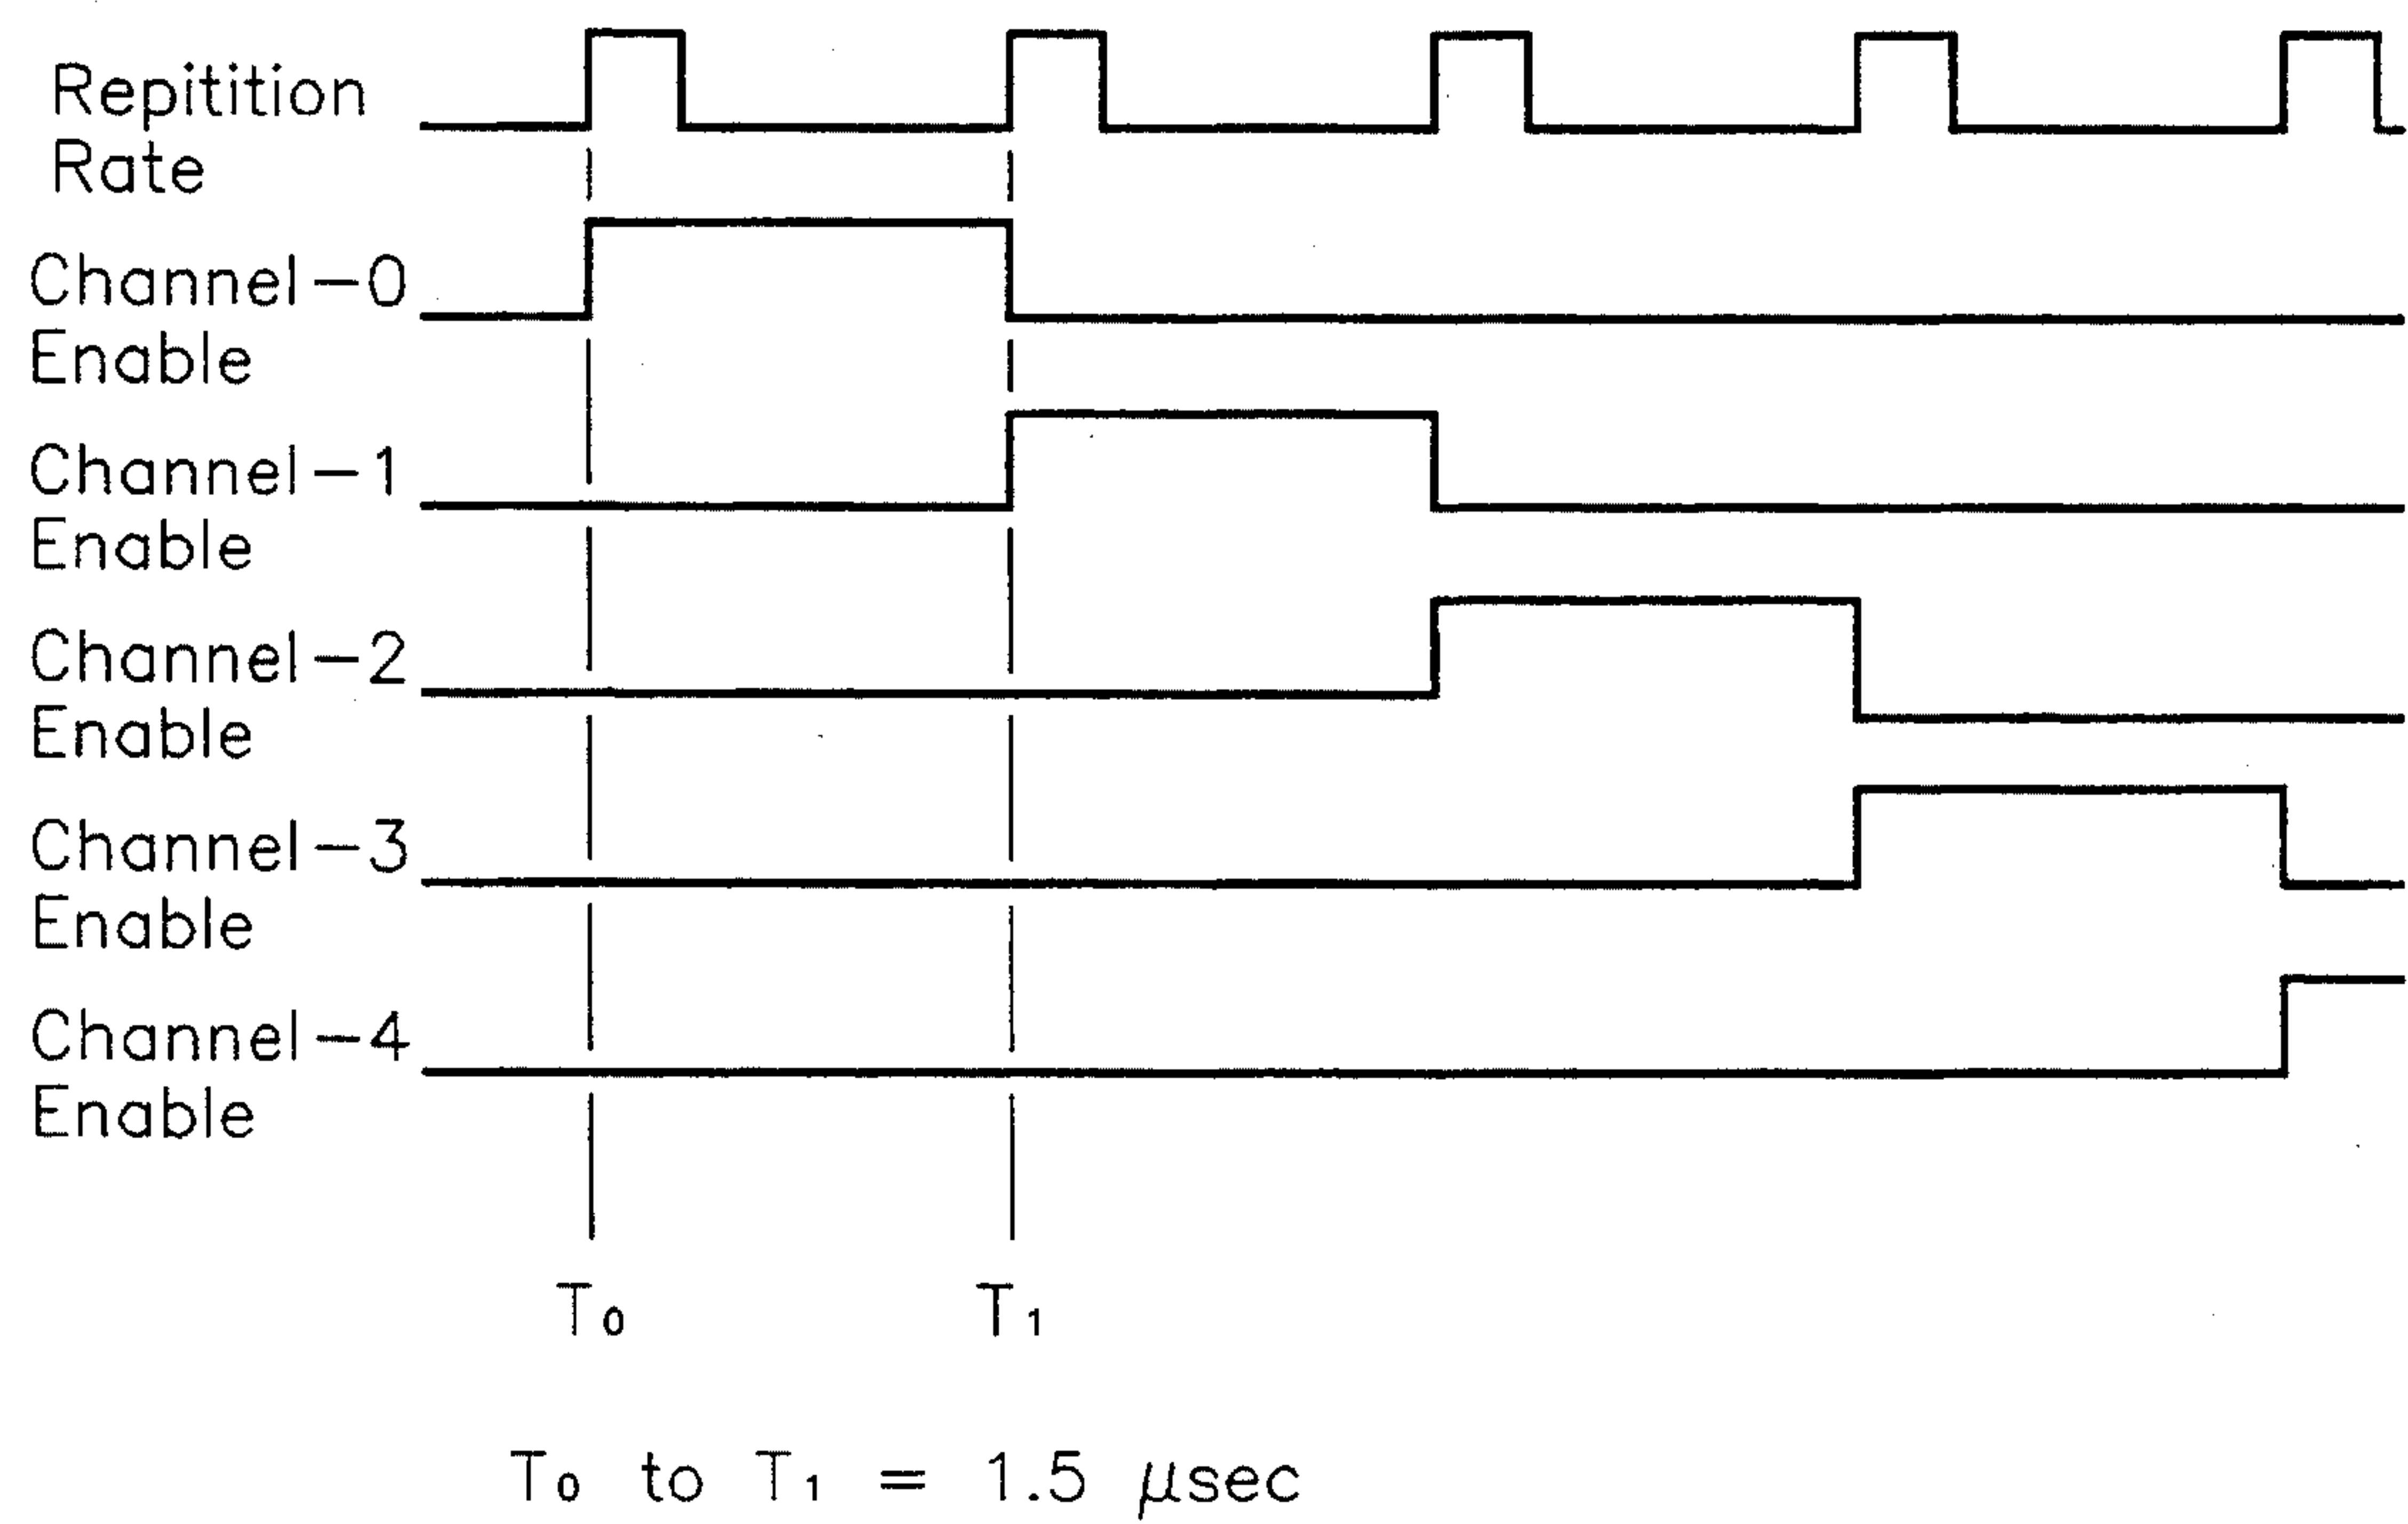 Repitition
Rate
Channel-0
Enable
Channel-1
Enable
Channel-2
Enable
Channel-3
Enable
Channel-4
Enable
T0 T1
T0 to T1 = 1.5 μsec